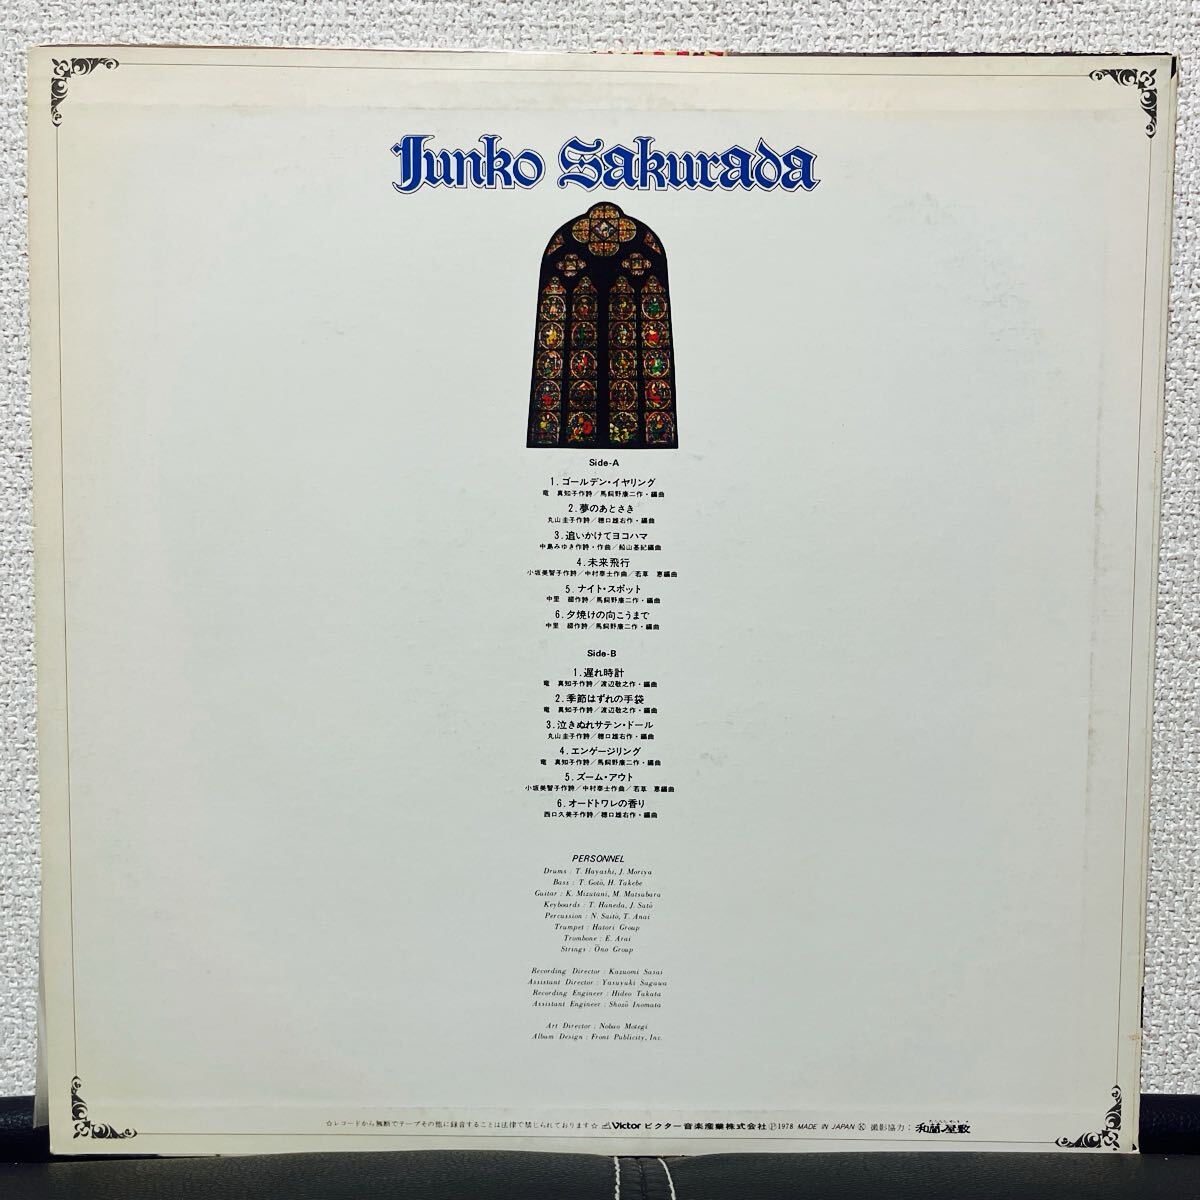 Junko Sakurada
Side-A
1.ゴールデン・イヤリング
竜 真知子作詩/馬飼野康二作・編曲
2.夢のあとさき
丸山圭子作詩/穂口雄右作・編曲
3.追いかけてヨコハマ
中島みゆき作詩・作曲/船山基紀編曲
4.未来飛行
小坂美智子作詩/中村泰士作曲/若草 恵編曲
5.ナイト・スポット
中里 綴作詩/馬飼野康二作・編曲
6.夕焼けの向こうまで
中里 綴作詩/馬飼野康二作・編曲
Side-B
1.遅れ時計
竜 真知子作詩/渡辺敬之作・編曲
2.季節はずれの手袋
竜 真知子作詩/渡辺敬之作・編曲
3.泣きぬれサテン・ドール
丸山圭子作詩/穂口雄右作・編曲
4.エンゲージリング
竜 真知子作詩/馬飼野康二作・編曲
5.ズーム・アウト
小坂美智子作詩/中村泰士作曲/若草 恵編曲
6.オードトワレの香り
西口久美子作詩/穂口雄右作・編曲
PERSONNEL
Drums : T. Hayashi, J. Moriya
Bass : T. Gotō, H. Takebe
Guitar : K. Mizutani, M. Matsubara
Keyboards : T. Haneda, J. Satō
Percussion : N. Saitō, T. Anai
Trumpet : Hatori Group
Trombone : E. Arai
Strings : Ōno Group
Recording Director : Kazuomi Sasai
Assistant Director : Yasuyuki Sagawa
Recording Engineer : Hideo Takata
Assistant Engineer : Shozō Inomata
Art Director : Nobuo Motegi
Album Design : Front Publicity, Inc.
☆レコードから無断でテープその他に録音することは法律で禁じられております☆ Victor ビクター音楽産業株式会社 Ⓟ1978 MADE IN JAPAN Ⓚ 撮影協力：和蘭屋敷